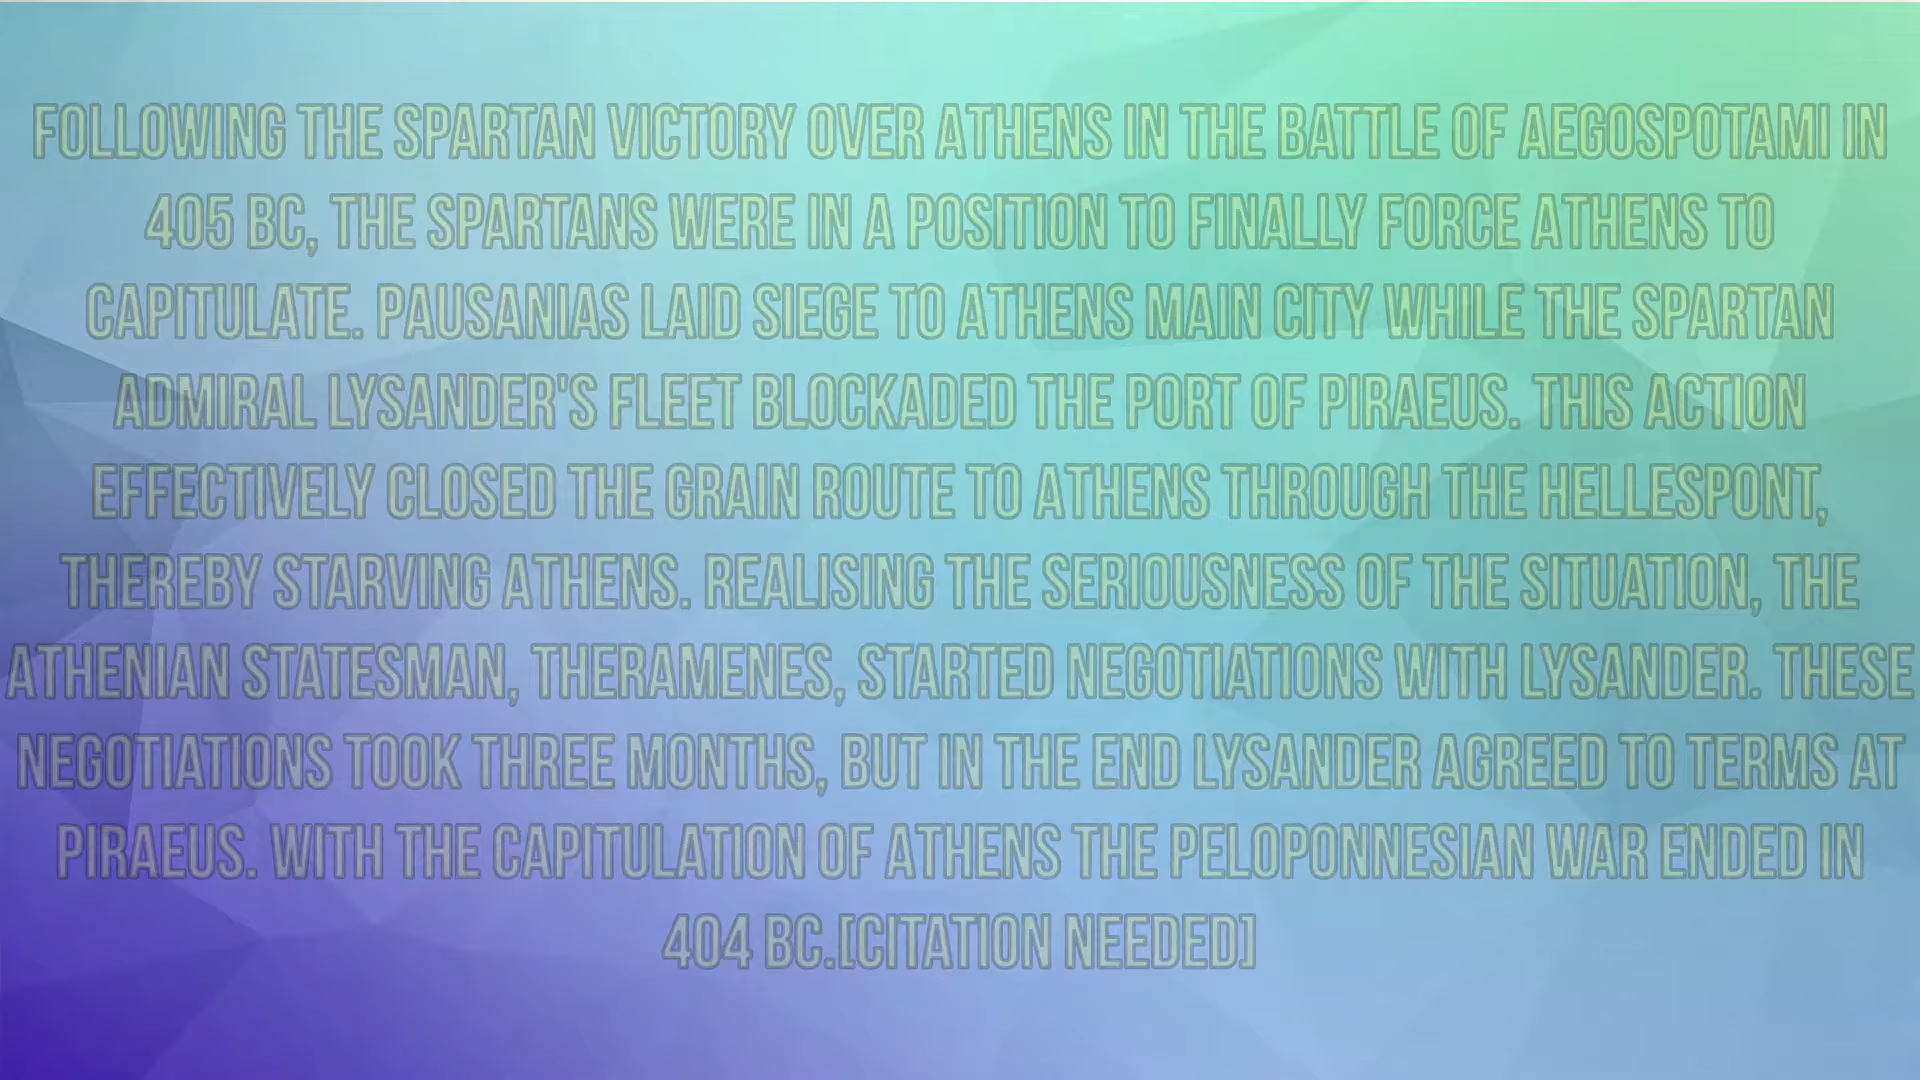 FOLLOWING THE SPARTAN VICTORY OVER ATHENS IN THE BATTLE OF AEGOSPOTAMI IN
405 BC, THE SPARTANS WERE IN A POSITION TO FINALLY FORCE ATHENS TO
CAPITULATE. PAUSANIAS LAID SIEGE TO ATHENS MAIN CITY WHILE THE SPARTAN
ADMIRAL LYSANDER'S FLEET BLOCKADED THE PORT OF PIRAEUS. THIS ACTION
EFFECTIVELY CLOSED THE GRAIN ROUTE TO ATHENS THROUGH THE HELLESPONT,
THEREBY STARVING ATHENS. REALISING THE SERIOUSNESS OF THE SITUATION, THE
ATHENIAN STATESMAN, THERAMENES, STARTED NEGOTIATIONS WITH LYSANDER. THESE
NEGOTIATIONS TOOK THREE MONTHS, BUT IN THE END LYSANDER AGREED TO TERMS AT
PIRAEUS. WITH THE CAPITULATION OF ATHENS THE PELOPONNESIAN WAR ENDED IN
404 BC.[CITATION NEEDED]